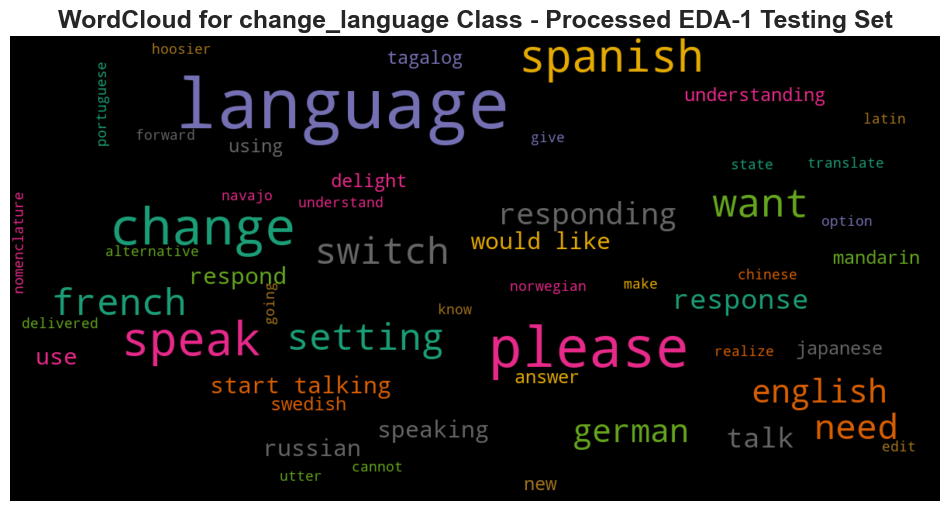 WordCloud for change_language Class - Processed EDA-1 Testing Set
hoosier
tagalog
spanish
portuguese
language
understanding
forward
using
give
latin
state
translate
delight
navajo
understand
nomenclature
change
responding
want
option
alternative
switch
would like
mandarin
respond
going
norwegian
make
chinese
french
know
response
delivered
speak
setting
please
use
realize
japanese
start talking
answer
english
swedish
need
speaking
german
talk
russian
edit
cannot
utter
new